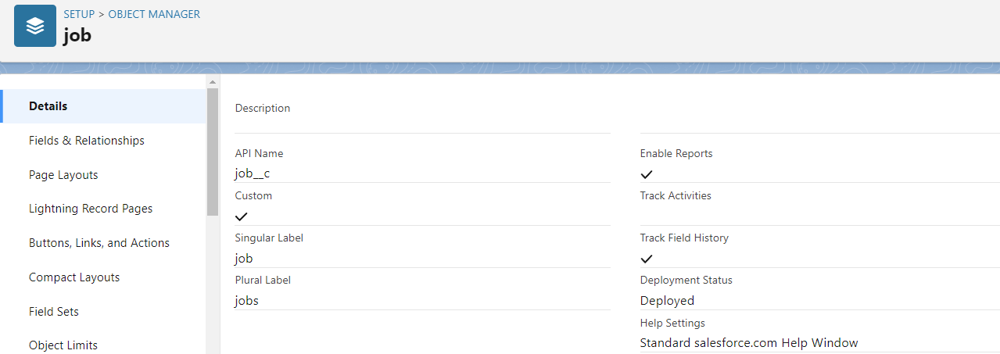 SETUP > OBJECT MANAGER
job
Details
Fields & Relationships
Page Layouts
Lightning Record Pages
Buttons, Links, and Actions
Compact Layouts
Field Sets
Object Limits
Description
API Name
job__c
Custom
Singular Label
job
Plural Label
jobs
Enable Reports
Track Activities
Track Field History
Deployment Status
Deployed
Help Settings
Standard salesforce.com Help Window